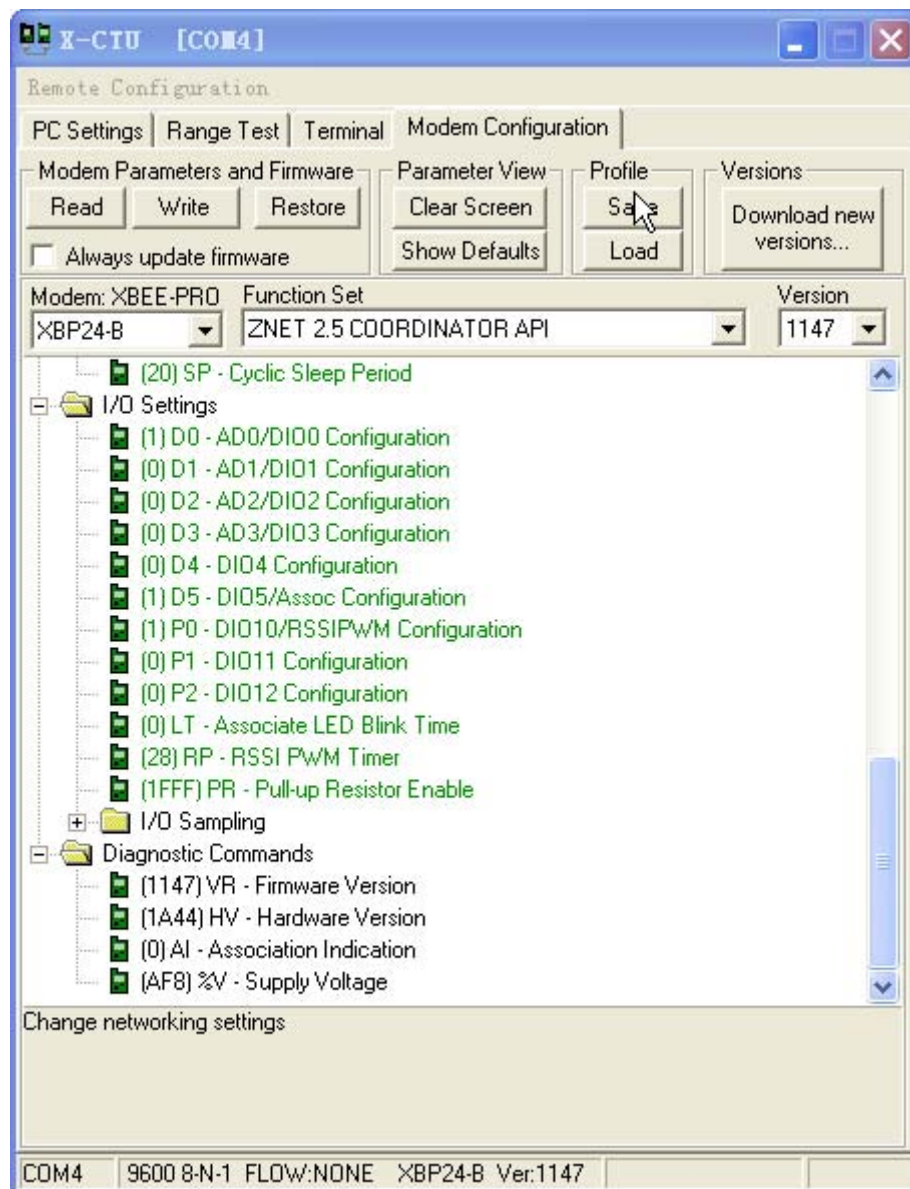 X-CTU [COM4]
Remote Configuration
PC Settings Range Test Terminal Modem Configuration
Modem Parameters and Firmware Parameter View Profile Versions
Read Write Restore Clear Screen Save Download new versions...
Always update firmware Show Defaults Load
Modem: XBEE-PRO Function Set Version
XBP24-B ZNET 2.5 COORDINATOR API 1147
(20) SP - Cyclic Sleep Period
I/O Settings
(1) D0 - AD0/DIO0 Configuration
(0) D1 - AD1/DIO1 Configuration
(0) D2 - AD2/DIO2 Configuration
(0) D3 - AD3/DIO3 Configuration
(0) D4 - DIO4 Configuration
(1) D5 - DIO5/Assoc Configuration
(1) P0 - DIO10/RSSIPWM Configuration
(0) P1 - DIO11 Configuration
(0) P2 - DIO12 Configuration
(0) LT - Associate LED Blink Time
(28) RP - RSSI PWM Timer
(1FFF) PR - Pull-up Resistor Enable
I/O Sampling
Diagnostic Commands
(1147) VR - Firmware Version
(1A44) HV - Hardware Version
(0) AI - Association Indication
(AF8) %V - Supply Voltage
Change networking settings
COM4 9600 8-N-1 FLOW:NONE XBP24-B Ver:1147